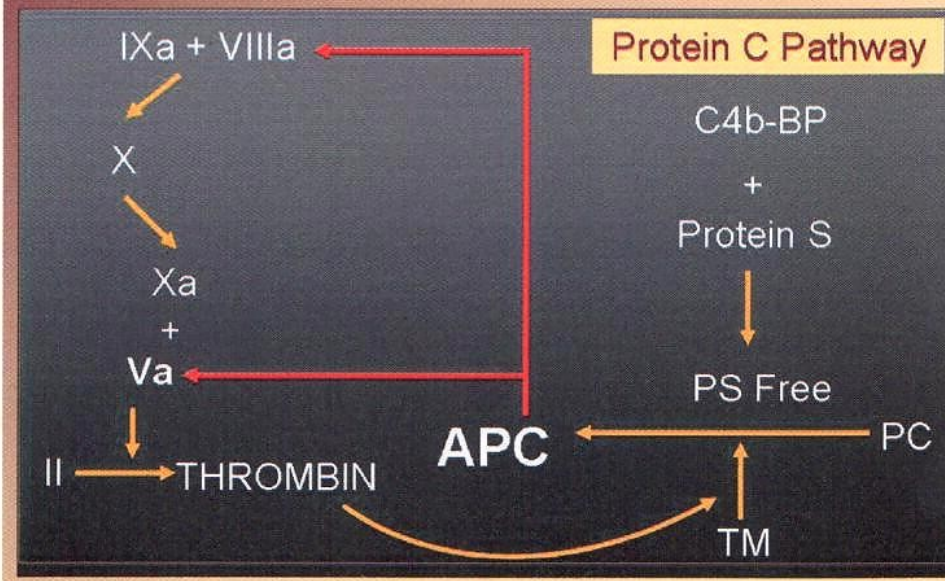 Protein C Pathway
IXa + VIIIa
X
Xa
+
Va
II
THROMBIN
APC
C4b-BP
+
Protein S
PS Free
PC
TM